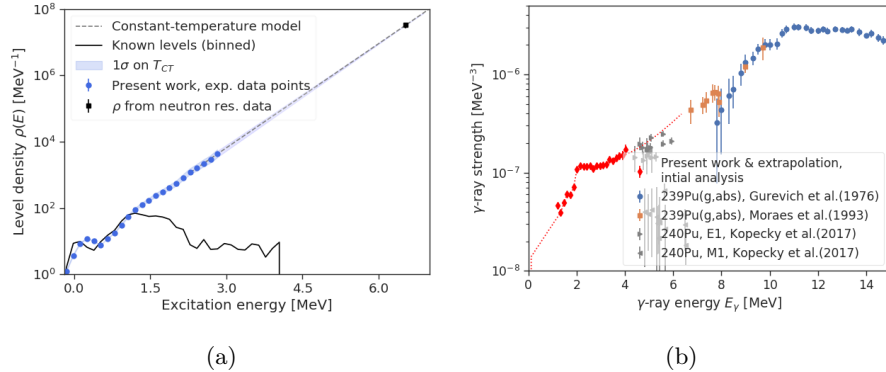 10^8
10^6
10^4
10^2
10^0
Level density ρ(E) [MeV⁻¹]
Constant-temperature model
Known levels (binned)
1σ on T_CT
Present work, exp. data points
ρ from neutron res. data
0.0 1.5 3.0 4.5 6.0
Excitation energy [MeV]
(a)
10⁻⁶
10⁻⁷
10⁻⁸
γ-ray strength [MeV⁻³]
Present work & extrapolation,
intial analysis
239Pu(g,abs), Gurevich et al.(1976)
239Pu(g,abs), Moraes et al.(1993)
240Pu, E1, Kopecky et al.(2017)
240Pu, M1, Kopecky et al.(2017)
0 2 4 6 8 10 12 14
γ-ray energy E_γ [MeV]
(b)